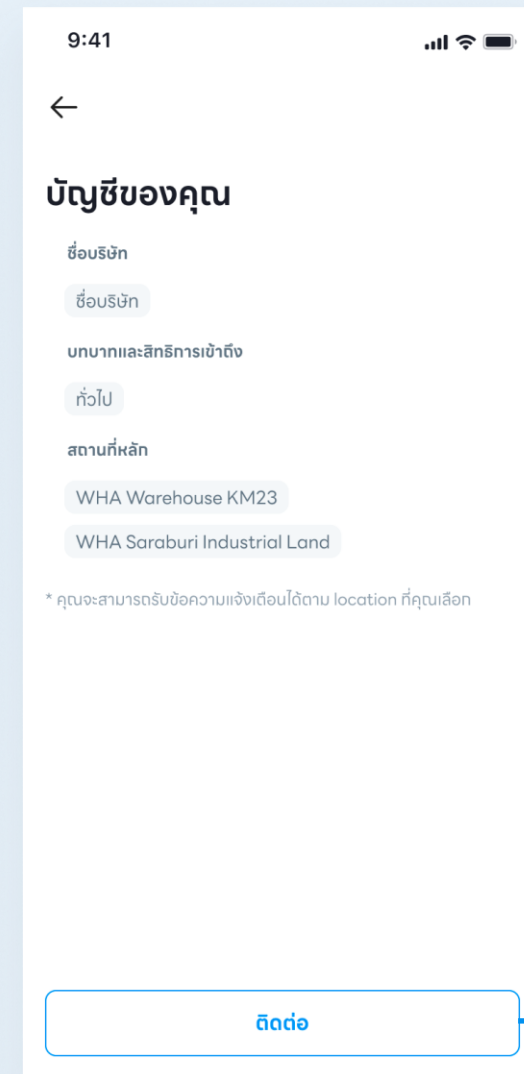 9:41
บัญชีของคุณ
ชื่อบริษัท
ชื่อบริษัท
บทบาทและสิทธิการเข้าถึง
ทั่วไป
สถานที่หลัก
WHA Warehouse KM23
WHA Saraburi Industrial Land
* คุณจะสามารถรับข้อความแจ้งเตือนได้ตาม location ที่คุณเลือก
ติดต่อ